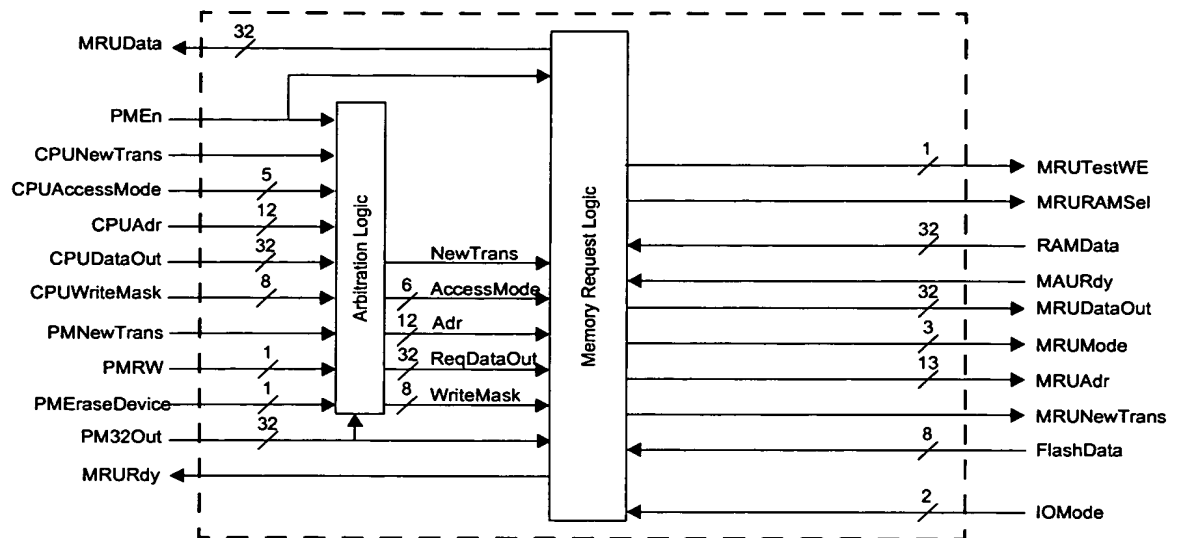 MRUData
32
PMEn
CPUNewTrans
CPUAccessMode
5
CPUAdr
12
CPUDataOut
32
CPUWriteMask
8
PMNewTrans
PMRW
1
PMEraseDevice
1
PM32Out
32
MRURdy
Arbitration Logic
NewTrans
6 AccessMode
12 Adr
32 ReqDataOut
8 WriteMask
Memory Request Logic
1
MRUTestWE
MRURAMSel
32
RAMData
MAURdy
32
MRUDataOut
3
MRUMode
13
MRUAdr
MRUNewTrans
8
FlashData
2
IOMode